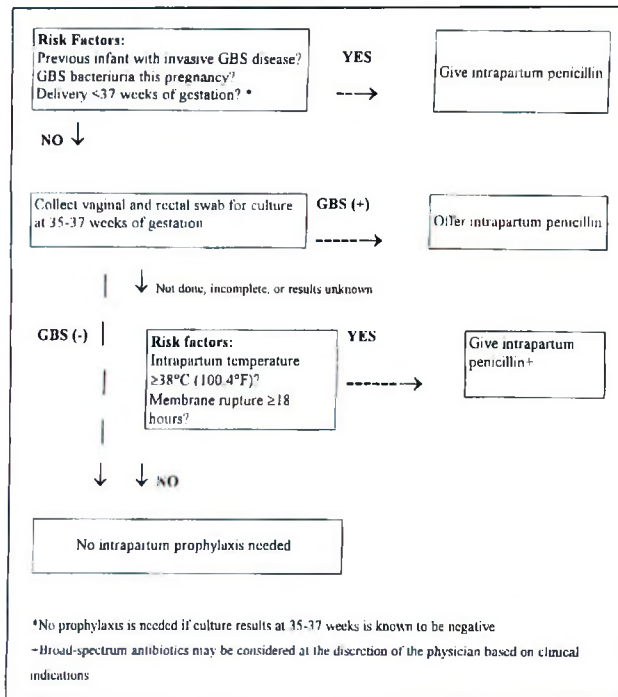 Risk Factors:
Previous infant with invasive GBS disease?
GBS bacteriuria this pregnancy?
Delivery <37 weeks of gestation? *
YES
Give intrapartum penicillin
NO
Collect vaginal and rectal swab for culture
at 35-37 weeks of gestation
GBS (+)
Offer intrapartum penicillin
Not done, incomplete, or results unknown
GBS (-)
Risk factors:
Intrapartum temperature
≥38°C (100.4°F)?
Membrane rupture ≥18
hours?
YES
Give intrapartum
penicillin+
NO
No intrapartum prophylaxis needed
*No prophylaxis is needed if culture results at 35-37 weeks is known to be negative
+Broad-spectrum antibiotics may be considered at the discretion of the physician based on clinical
indications